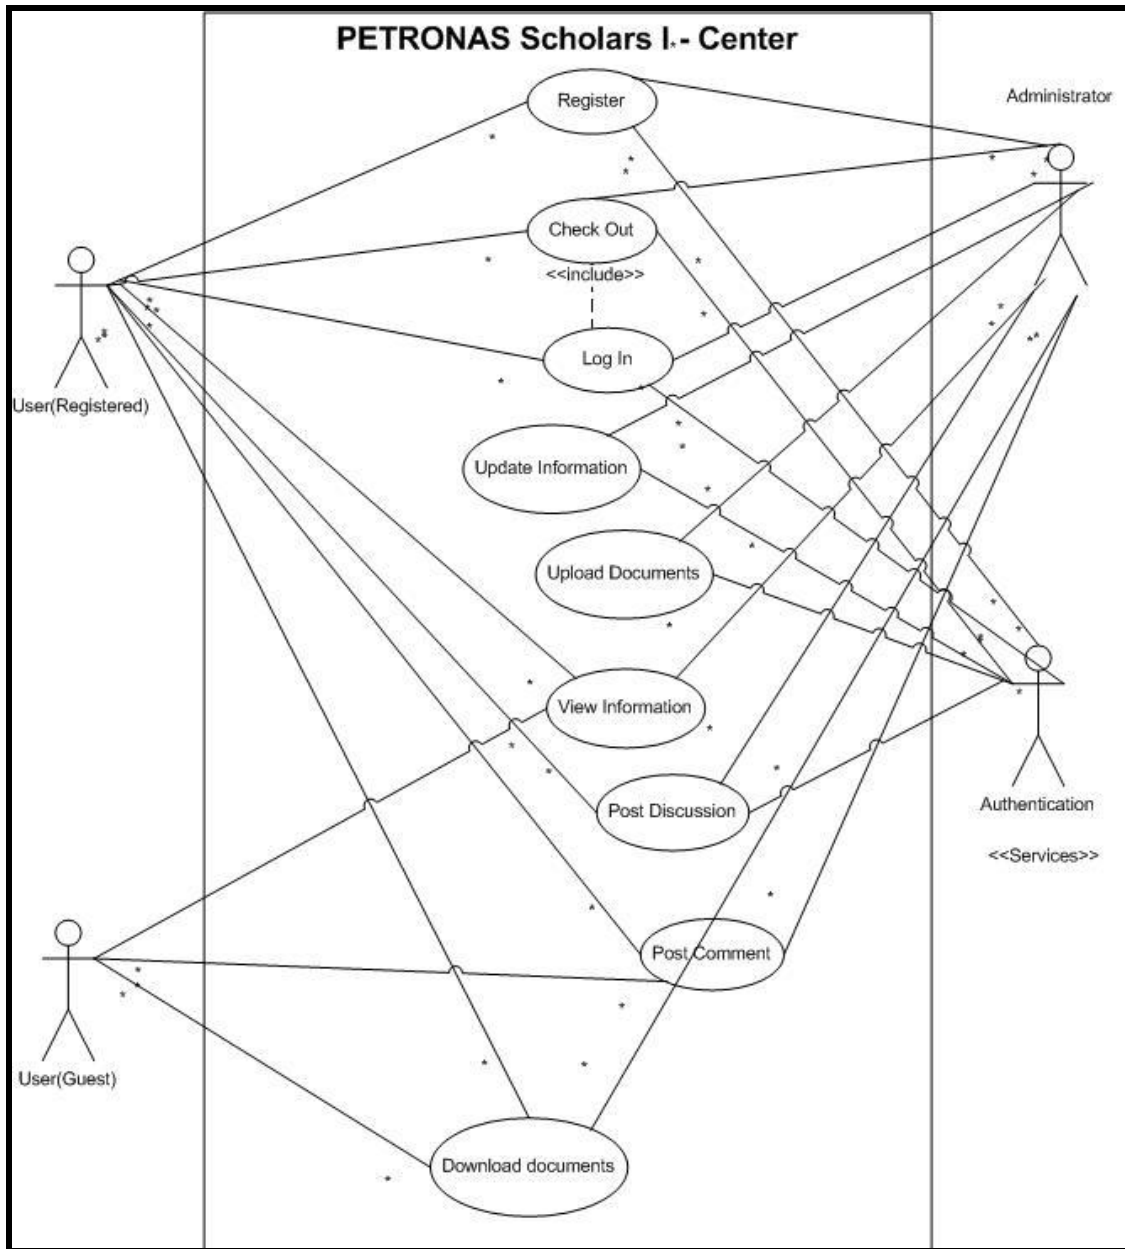 PETRONAS Scholars I - Center
Register
Administrator
Check Out
<<include>>
Log In
User(Registered)
Update Information
Upload Documents
View Information
Post Discussion
Authentication
<<Services>>
Post Comment
User(Guest)
Download documents